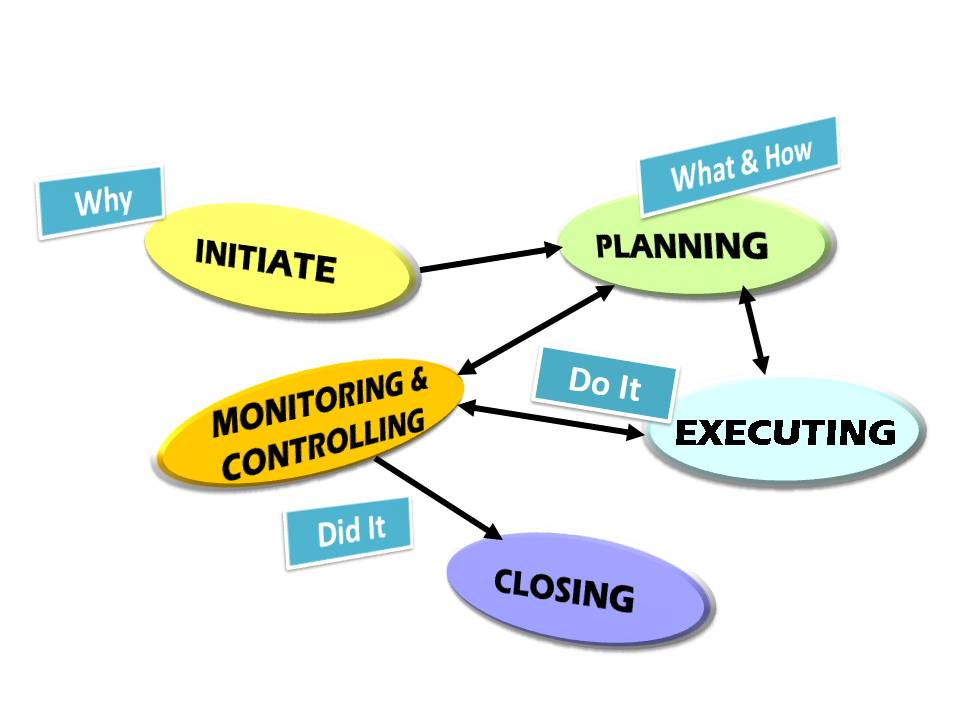 What & How
Why
INITIATE
PLANNING
Do It
MONITORING &
CONTROLLING
EXECUTING
Did It
CLOSING